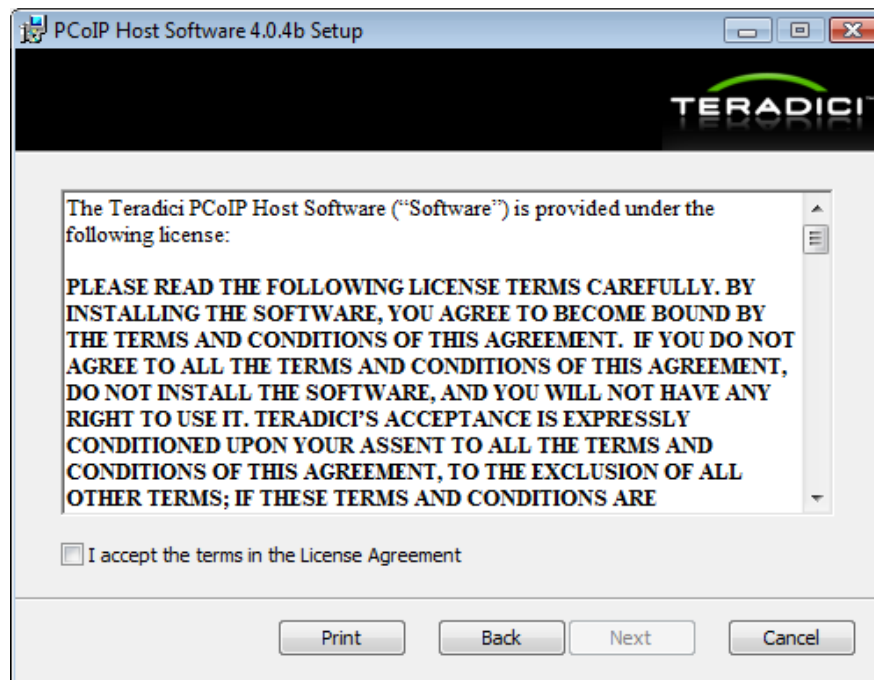 PCoIP Host Software 4.0.4b Setup
TERADICI™
The Teradici PCoIP Host Software (“Software”) is provided under the
following license:
PLEASE READ THE FOLLOWING LICENSE TERMS CAREFULLY. BY
INSTALLING THE SOFTWARE, YOU AGREE TO BECOME BOUND BY
THE TERMS AND CONDITIONS OF THIS AGREEMENT.  IF YOU DO NOT
AGREE TO ALL THE TERMS AND CONDITIONS OF THIS AGREEMENT,
DO NOT INSTALL THE SOFTWARE, AND YOU WILL NOT HAVE ANY
RIGHT TO USE IT. TERADICI’S ACCEPTANCE IS EXPRESSLY
CONDITIONED UPON YOUR ASSENT TO ALL THE TERMS AND
CONDITIONS OF THIS AGREEMENT, TO THE EXCLUSION OF ALL
OTHER TERMS; IF THESE TERMS AND CONDITIONS ARE
I accept the terms in the License Agreement
Print Back Next Cancel